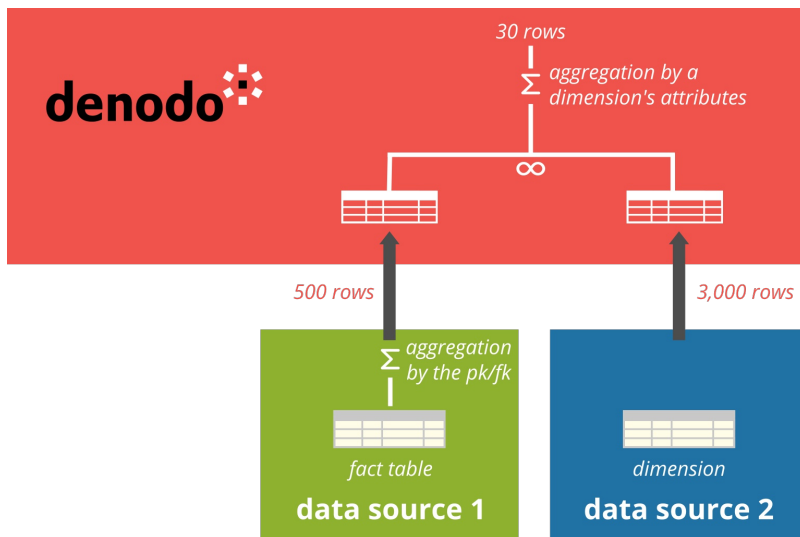 30 rows
Σ
aggregation by a
dimension's attributes
denodo
∞
500 rows
3,000 rows
Σ
aggregation
by the pk/fk
fact table
dimension
data source 1
data source 2